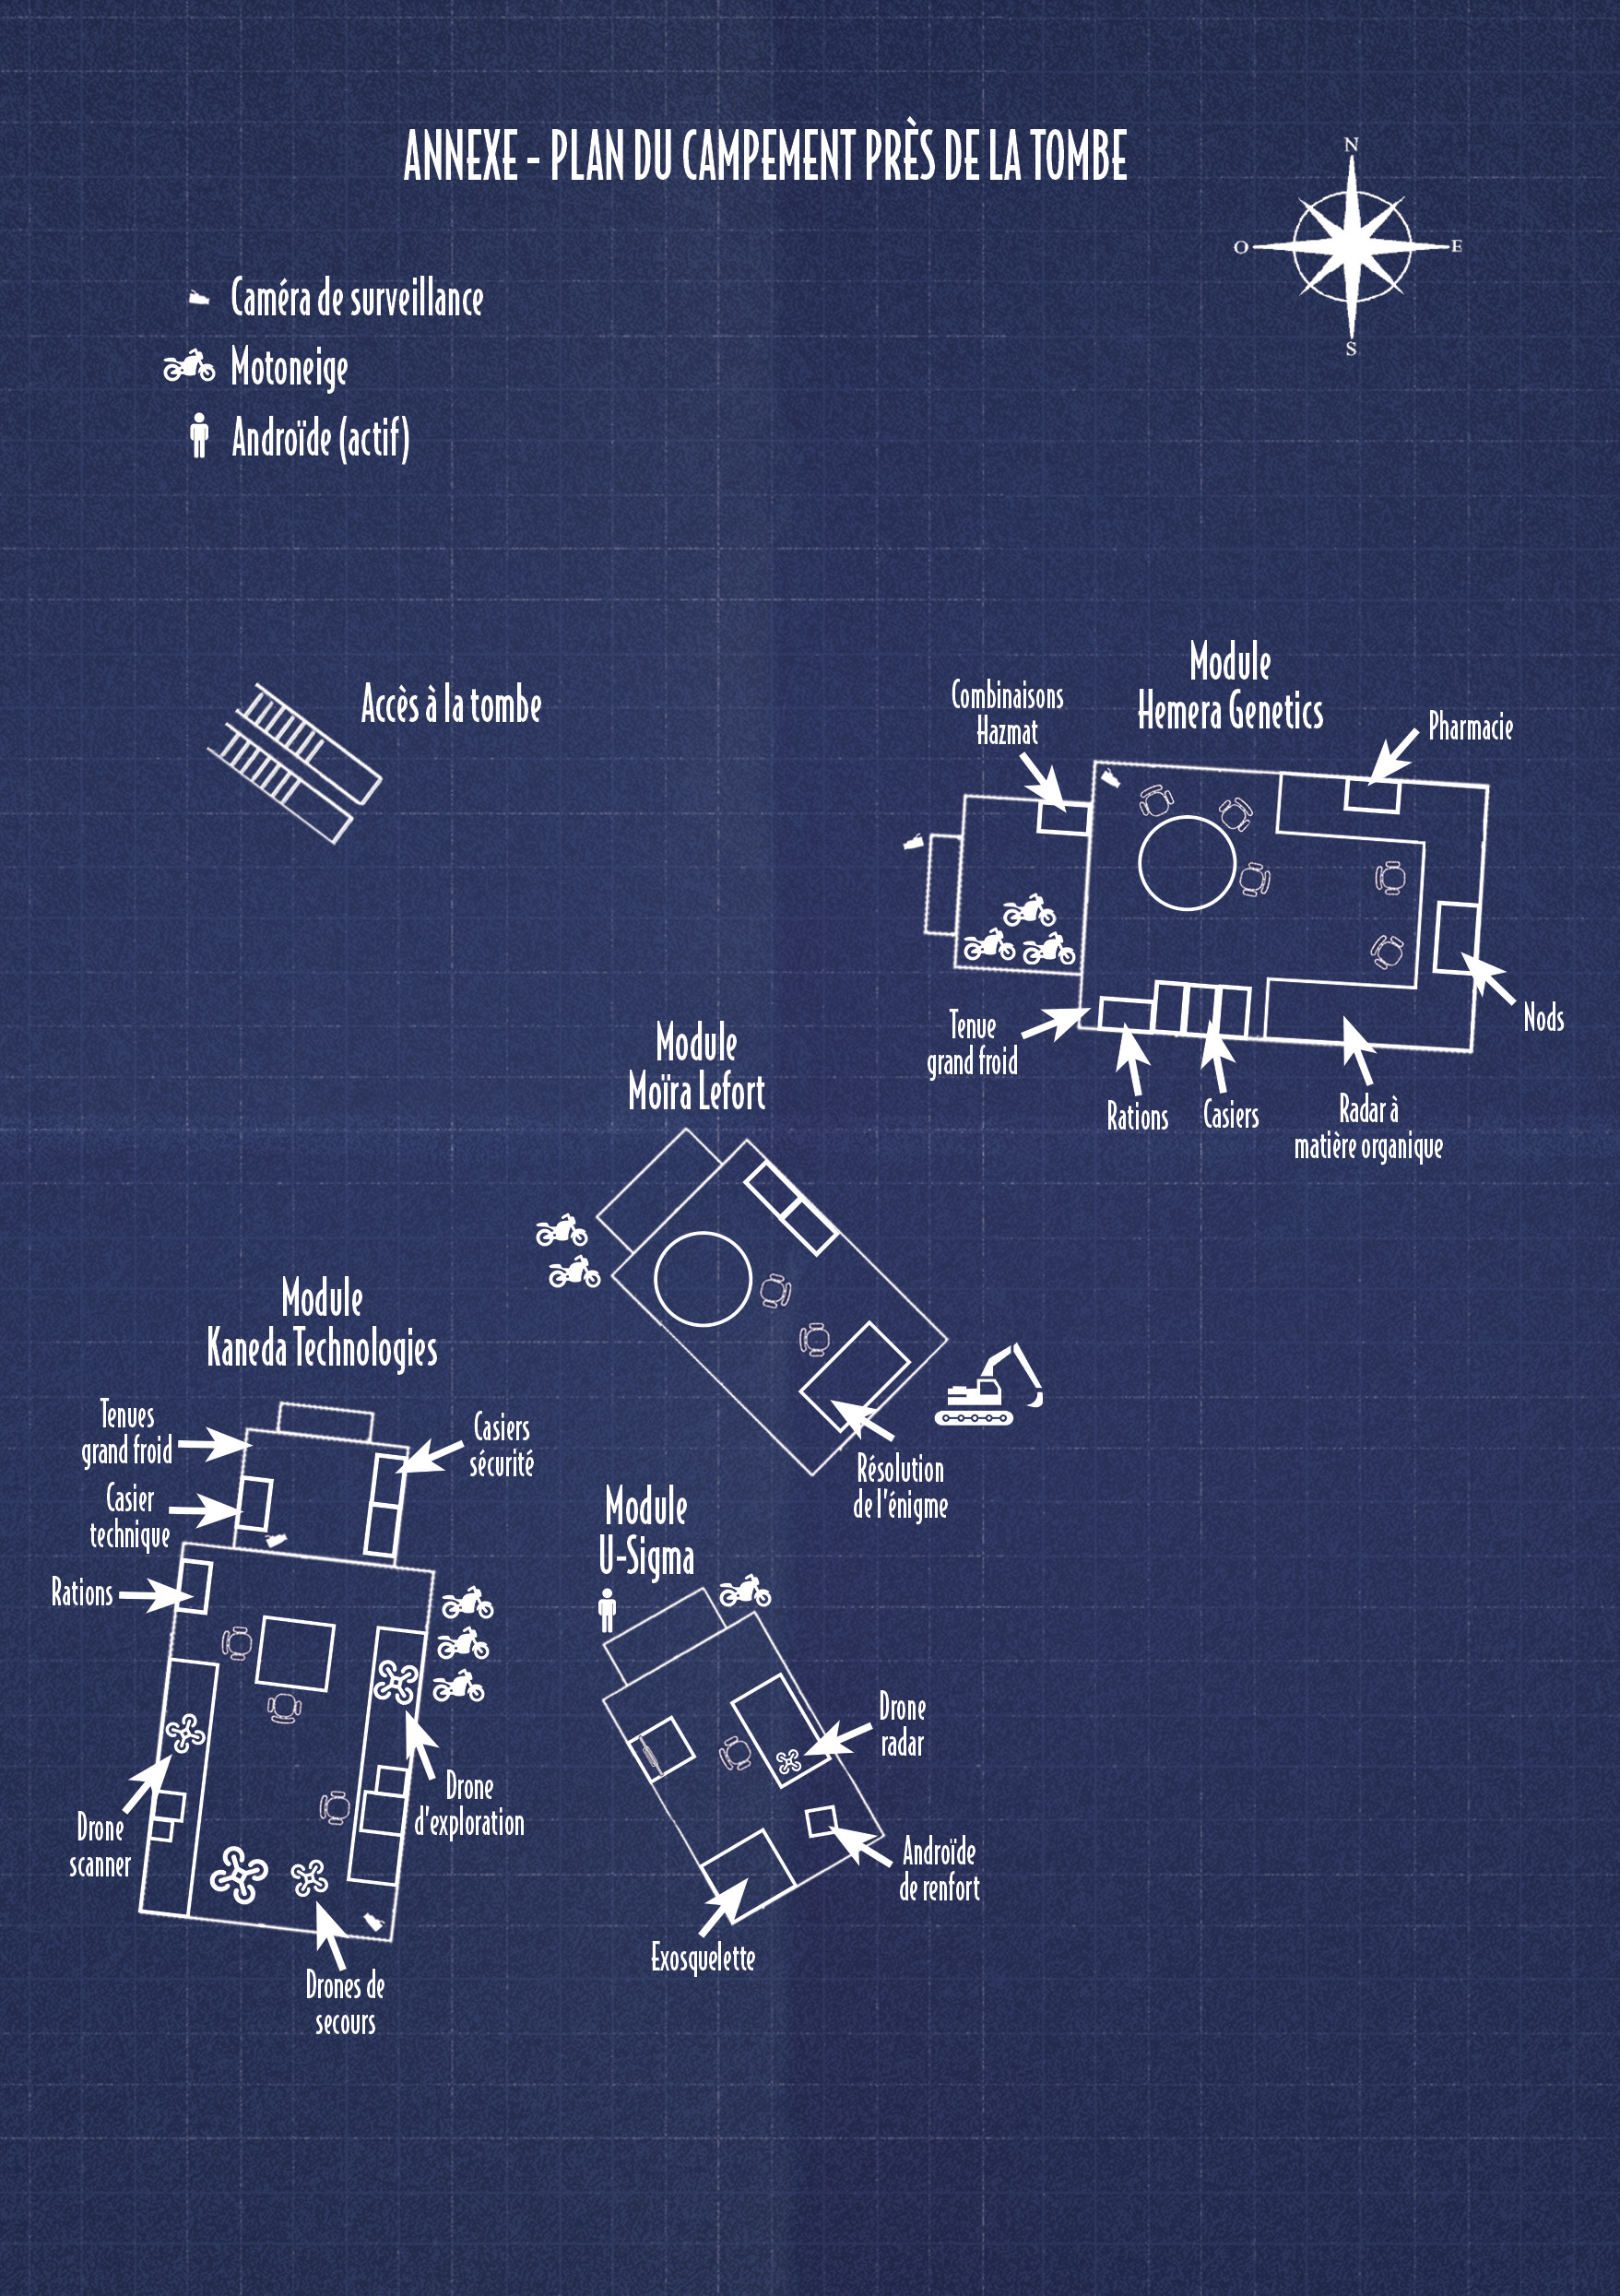 ANNEXE - PLAN DU CAMPEMENT PRÈS DE LA TOMBE
N
O
E
S
Caméra de surveillance
Motoneige
Androïde (actif)
Accès à la tombe
Module
Hemera Genetics
Combinaisons
Hazmat
Pharmacie
Nods
Tenue
grand froid
Rations
Casiers
Radar à
matière organique
Module
Moïra Lefort
Résolution
de l'énigme
Module
Kaneda Technologies
Tenues
grand froid
Casiers
sécurité
Casier
technique
Rations
Drone
scanner
Drone
d'exploration
Drones de
secours
Module
U-Sigma
Drone
radar
Androïde
de renfort
Exosquelette